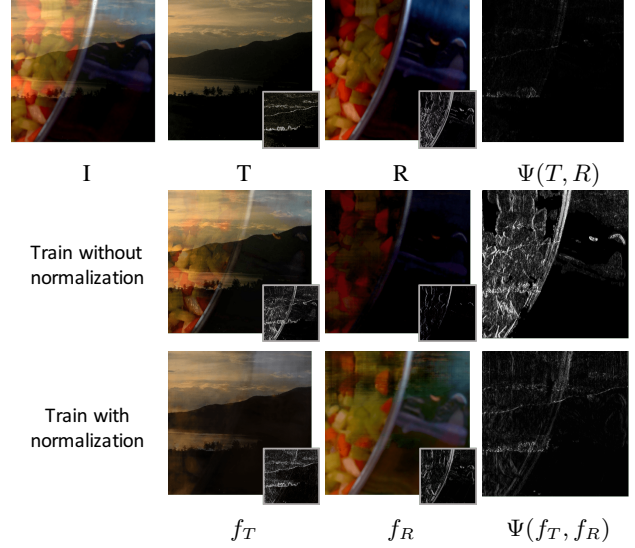 I T R Ψ(T, R)
Train without
normalization
Train with
normalization
f_T f_R Ψ(f_T, f_R)